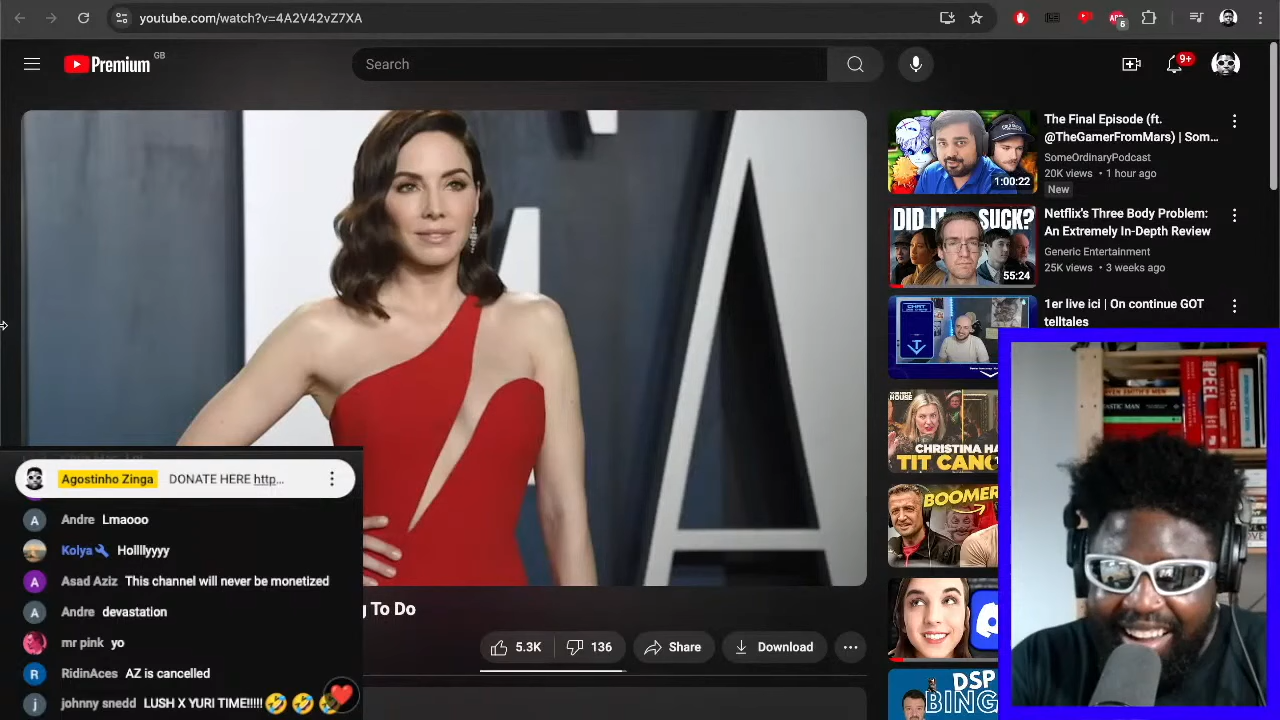 youtube.com/watch?v=4A2V42vZ7XA
6
Premium GB
Search
9+
The Final Episode (ft.
@TheGamerFromMars) | Som...
SomeOrdinaryPodcast
20K views • 1 hour ago
New
1:00:22
DID IT SUCK?
55:24
Netflix's Three Body Problem:
An Extremely In-Depth Review
Generic Entertainment
25K views • 3 weeks ago
1er live ici | On continue GOT
telltales
CHAT
HOUSE
CHRISTINA HA
TIT CANC
BOOMER
DSP
BING
A
g To Do
5.3K
136
Share
Download
Agostinho Zinga DONATE HERE http...
Andre Lmaooo
Kolya Hollllyyyy
Asad Aziz This channel will never be monetized
Andre devastation
mr pink yo
RidinAces AZ is cancelled
johnny snedd LUSH X YURI TIME!!!!! 🤣 🤣 🤣